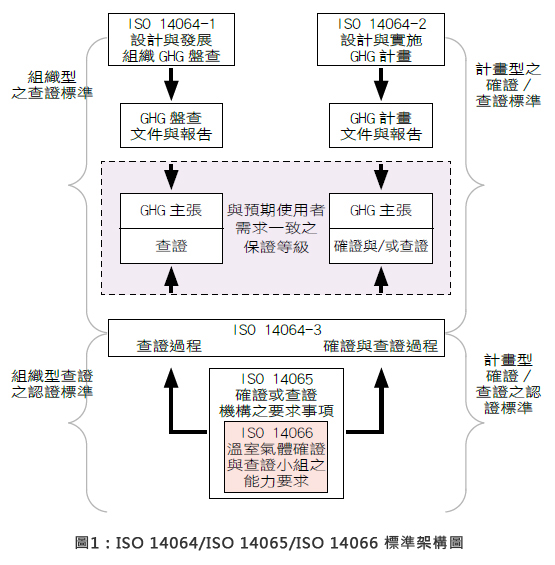 ISO 14064-1
設計與發展
組織 GHG 盤查
ISO 14064-2
設計與實施
GHG 計畫
組織型
之查證標準
計畫型之
確證 /
查證標準
GHG 盤查
文件與報告
GHG 計畫
文件與報告
GHG 主張
查證
與預期使用者
需求一致之
保證等級
GHG 主張
確證與/或查證
ISO 14064-3
查證過程
確證與查證過程
組織型查證
之認證標準
計畫型
確證 /
查證之認
證標準
ISO 14065
確證或查證
機構之要求事項
ISO 14066
溫室氣體確證
與查證小組之
能力要求
圖1：ISO 14064/ISO 14065/ISO 14066 標準架構圖